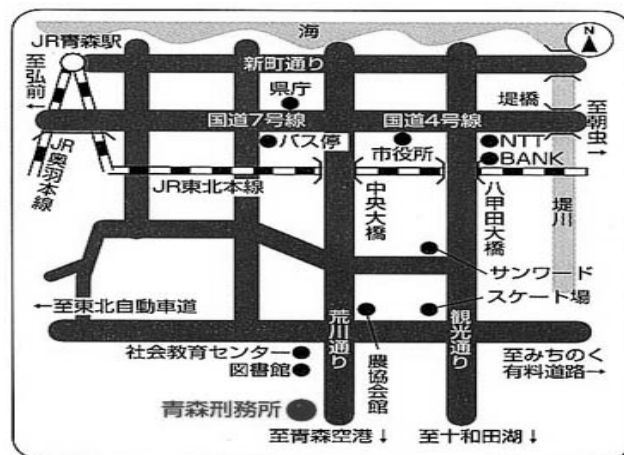 海
N
JR青森駅
新町通り
至弘前
←
県庁
堤橋
国道7号線
国道4号線
至朝虫
→
バス停
市役所
NTT
BANK
JR奥羽本線
JR東北本線
中央大橋
八甲田大橋
堤川
サンワード
スケート場
←至東北自動車道
荒川通り
観光通り
農協会館
社会教育センター
図書館
至みちのく
有料道路→
青森刑務所
至青森空港↓
至十和田湖↓